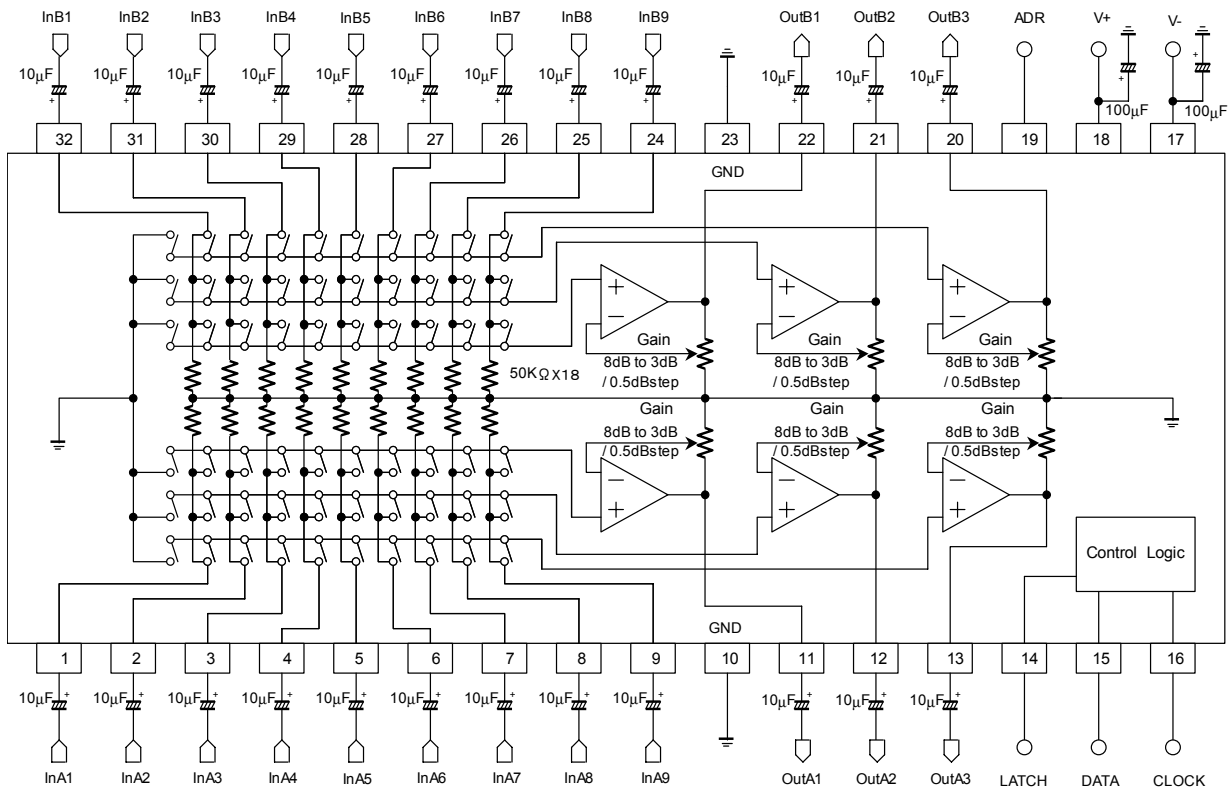 InB1 InB2 InB3 InB4 InB5 InB6 InB7 InB8 InB9 OutB1 OutB2 OutB3 ADR V+ V-
10μF 10μF 10μF 10μF 10μF 10μF 10μF 10μF 10μF 10μF 10μF 10μF
+ + + + + + + + + + + + + +
100μF 100μF
32 31 30 29 28 27 26 25 24 23 22 21 20 19 18 17
GND
+ + +
− − −
Gain Gain Gain
8dB to 3dB 8dB to 3dB 8dB to 3dB
/ 0.5dBstep / 0.5dBstep / 0.5dBstep
50KΩX18
Gain Gain Gain
8dB to 3dB 8dB to 3dB 8dB to 3dB
/ 0.5dBstep / 0.5dBstep / 0.5dBstep
− − −
+ + +
Control Logic
GND
1 2 3 4 5 6 7 8 9 10 11 12 13 14 15 16
10μF 10μF 10μF 10μF 10μF 10μF 10μF 10μF 10μF 10μF 10μF 10μF
+ + + + + + + + + + + +
InA1 InA2 InA3 InA4 InA5 InA6 InA7 InA8 InA9 OutA1 OutA2 OutA3 LATCH DATA CLOCK